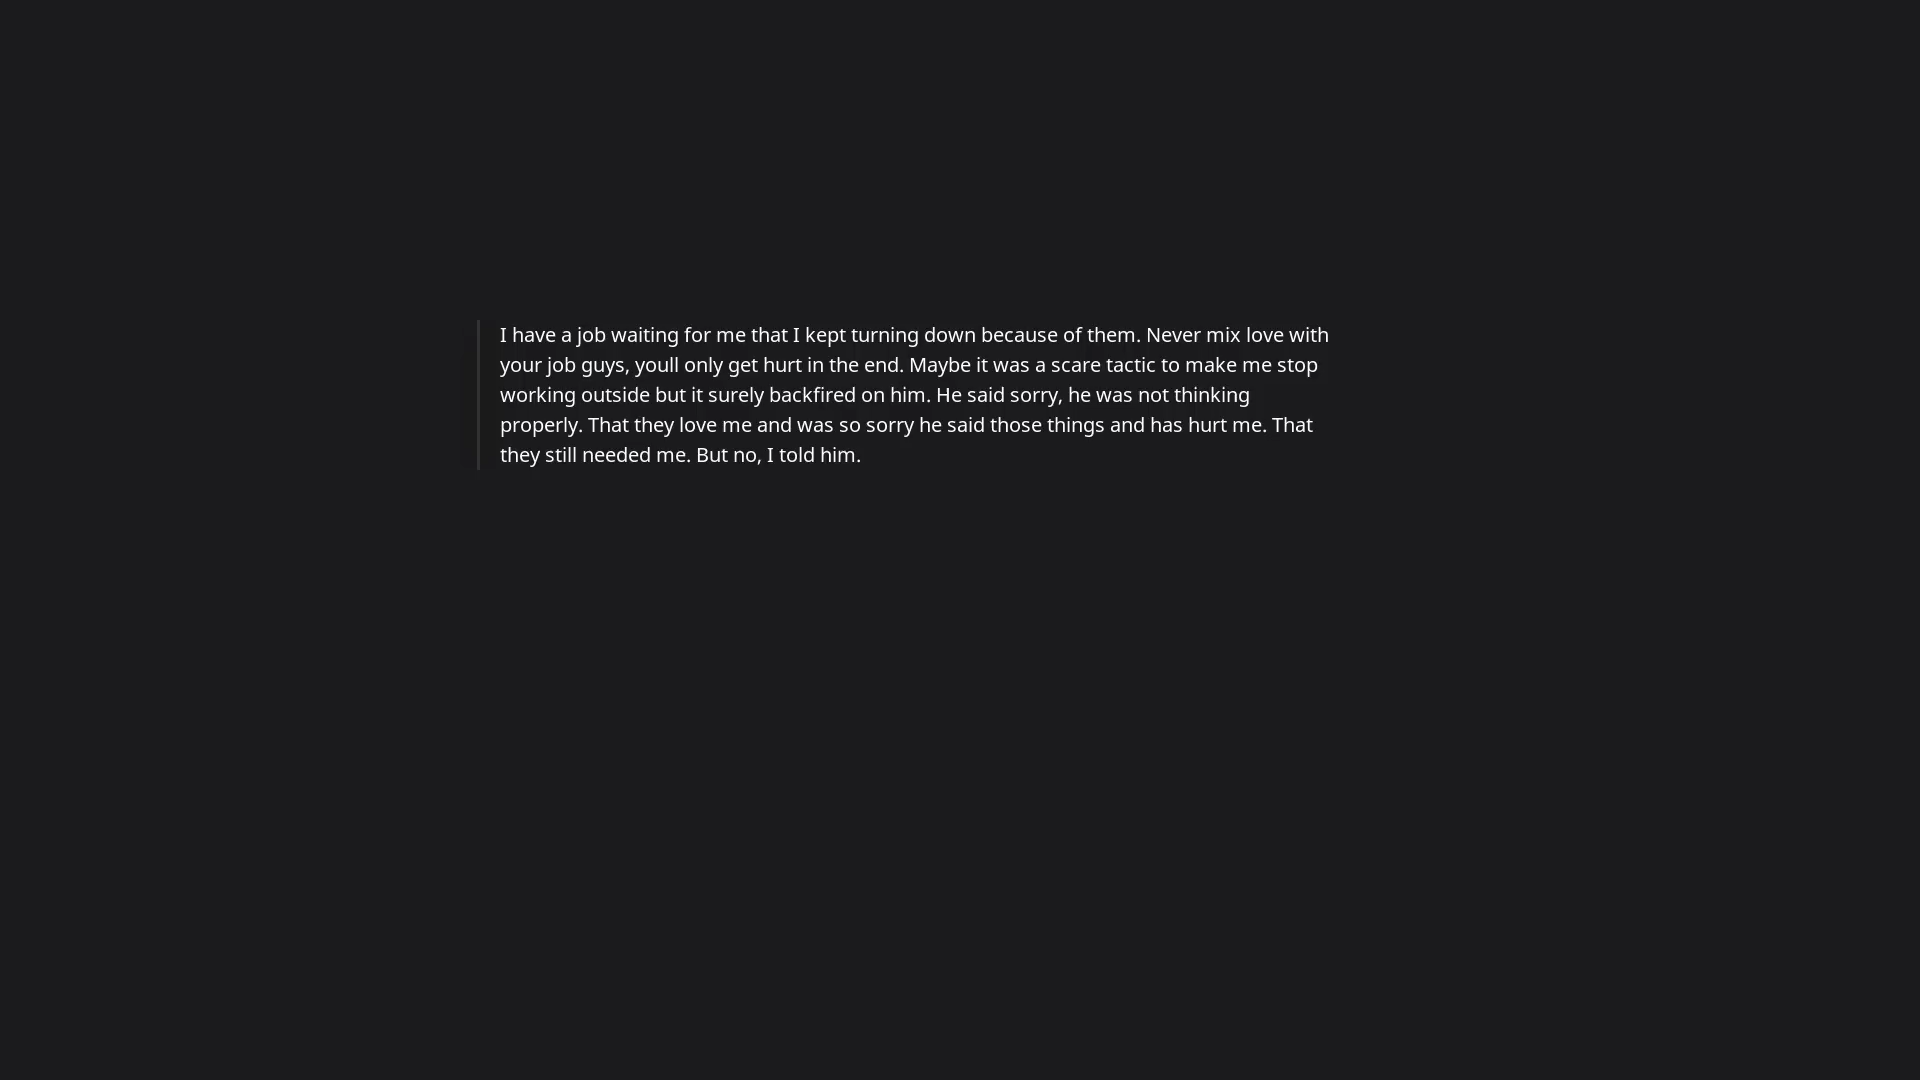 I have a job waiting for me that I kept turning down because of them. Never mix love with
your job guys, youll only get hurt in the end. Maybe it was a scare tactic to make me stop
working outside but it surely backfired on him. He said sorry, he was not thinking
properly. That they love me and was so sorry he said those things and has hurt me. That
they still needed me. But no, I told him.